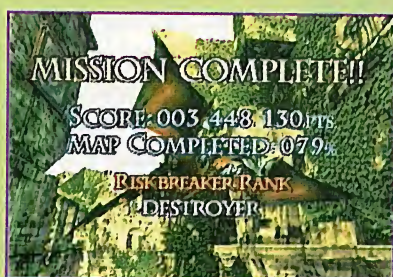 MISSION COMPLETE!!
SCORE: 003,448,130PTS
MAP COMPLETED: 079%
RISKBREAKER RANK
DESTROYER